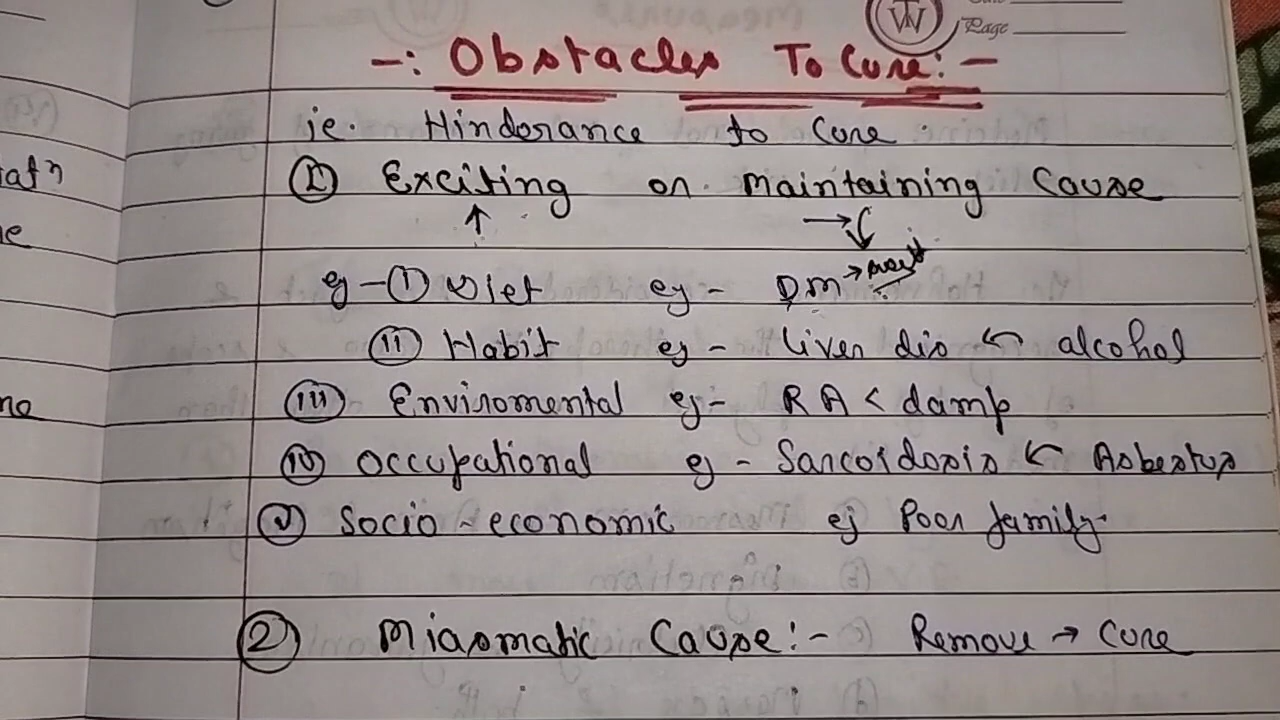 Page
-: Obstacles To Cure:-
ie. Hinderance to Cure.
(I) Exciting or maintaining Cause
eg - (i) Diet eg - DM →
(ii) Habit eg - liver dis ← alcohol
(iii) Enviromental eg - RA < damp
(iv) Occupational eg - Sarcoidosis ← Asbestus
(v) Socio-economic eg Poor family.
(2) Miasmatic Cause:- Remove → Cure